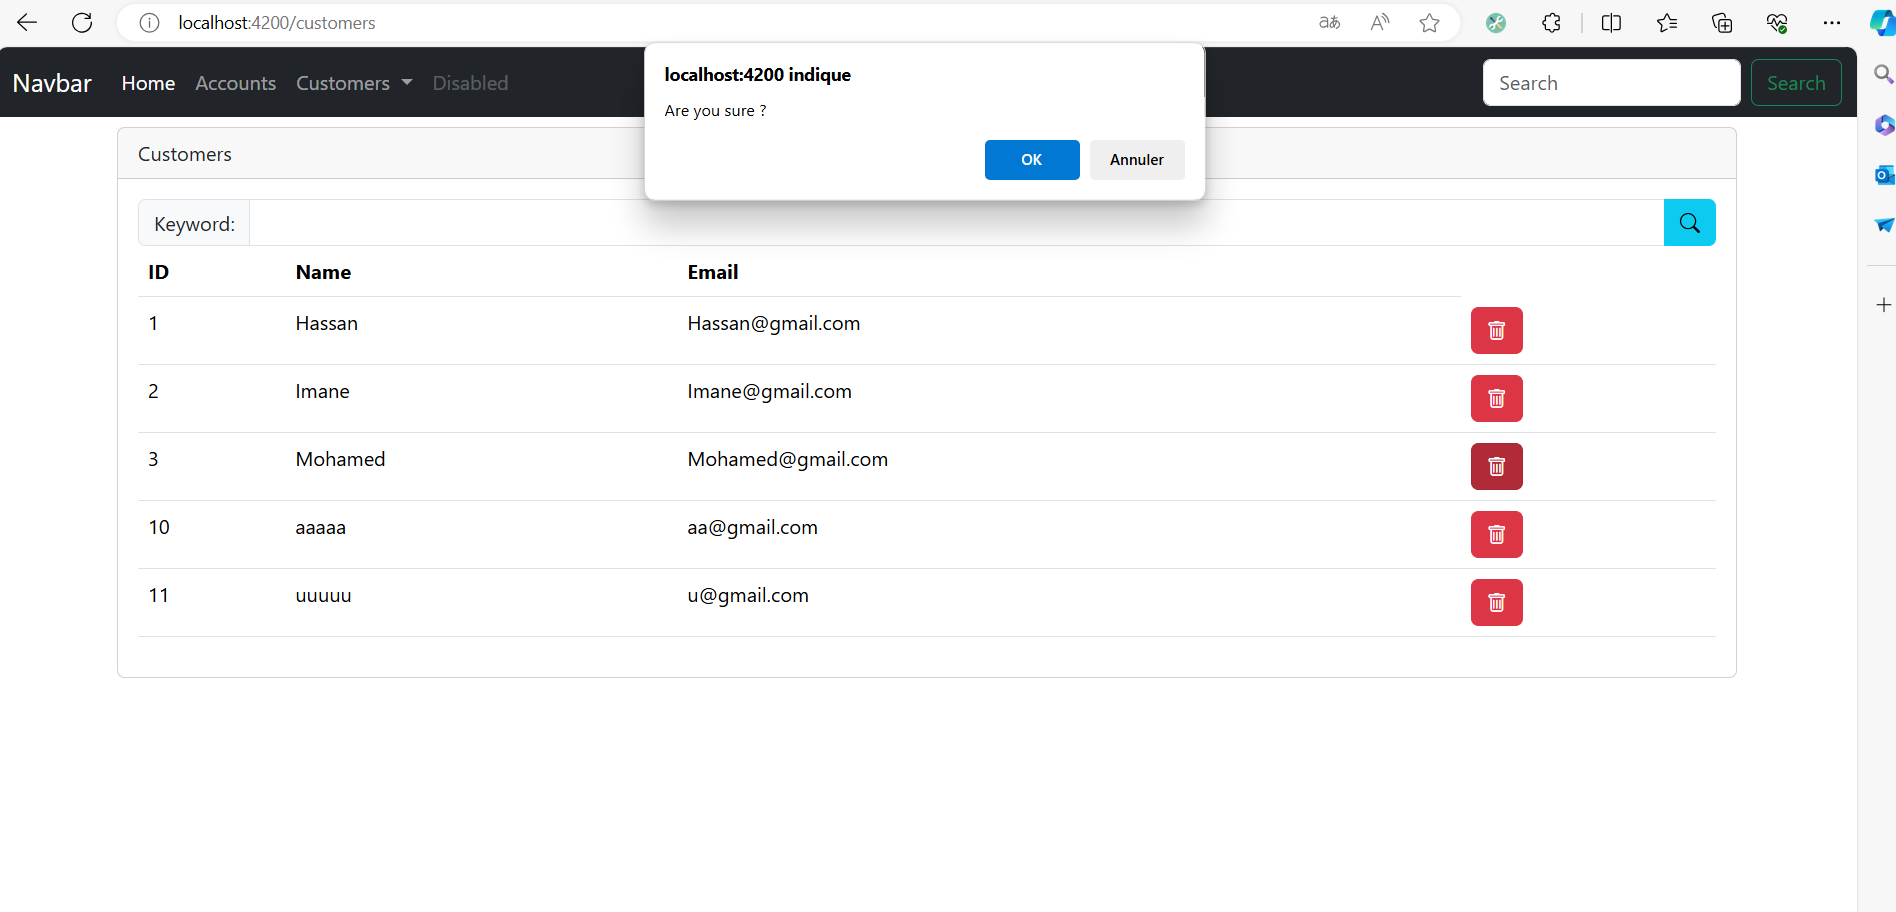 localhost:4200/customers
localhost:4200 indique
Are you sure ?
OK Annuler
Navbar Home Accounts Customers Disabled Search Search
Customers
Keyword:
ID Name Email
1 Hassan Hassan@gmail.com
2 Imane Imane@gmail.com
3 Mohamed Mohamed@gmail.com
10 aaaaa aa@gmail.com
11 uuuuu u@gmail.com